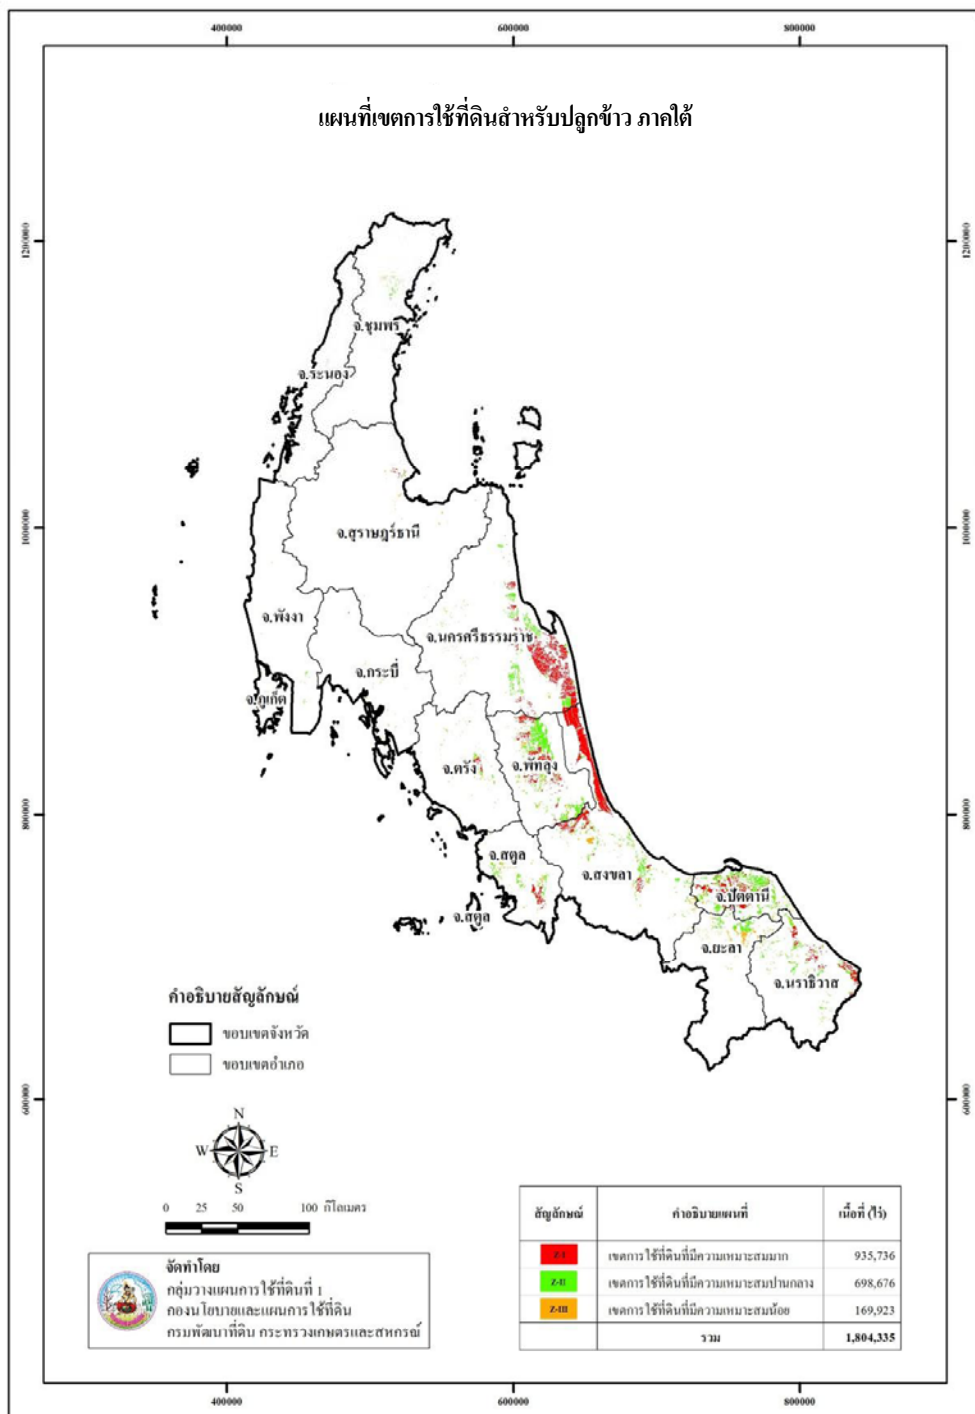 400000 600000 800000
แผนที่เขตการใช้ที่ดินสำหรับปลูกข้าว ภาคใต้
1200000 1200000
จ.ชุมพร
จ.ระนอง
1000000 1000000
จ.สุราษฎร์ธานี
จ.พังงา
จ.นครศรีธรรมราช
จ.กระบี่
จ.ภูเก็ต
จ.ตรัง
จ.พัทลุง
800000 800000
จ.สตูล
จ.สงขลา
จ.ปัตตานี
จ.สตูล
จ.ยะลา
จ.นราธิวาส
คำอธิบายสัญลักษณ์
ขอบเขตจังหวัด
ขอบเขตอำเภอ
600000 600000
N
W E
S
0 25 50 100 กิโลเมตร
จัดทำโดย
กลุ่มวางแผนการใช้ที่ดินที่ 1
กองนโยบายและแผนการใช้ที่ดิน
กรมพัฒนาที่ดิน กระทรวงเกษตรและสหกรณ์
สัญลักษณ์ คำอธิบายแผนที่ เนื้อที่ (ไร่)
Z-I เขตการใช้ที่ดินที่มีความเหมาะสมมาก 935,736
Z-II เขตการใช้ที่ดินที่มีความเหมาะสมปานกลาง 698,676
Z-III เขตการใช้ที่ดินที่มีความเหมาะสมน้อย 169,923
รวม 1,804,335
400000 600000 800000